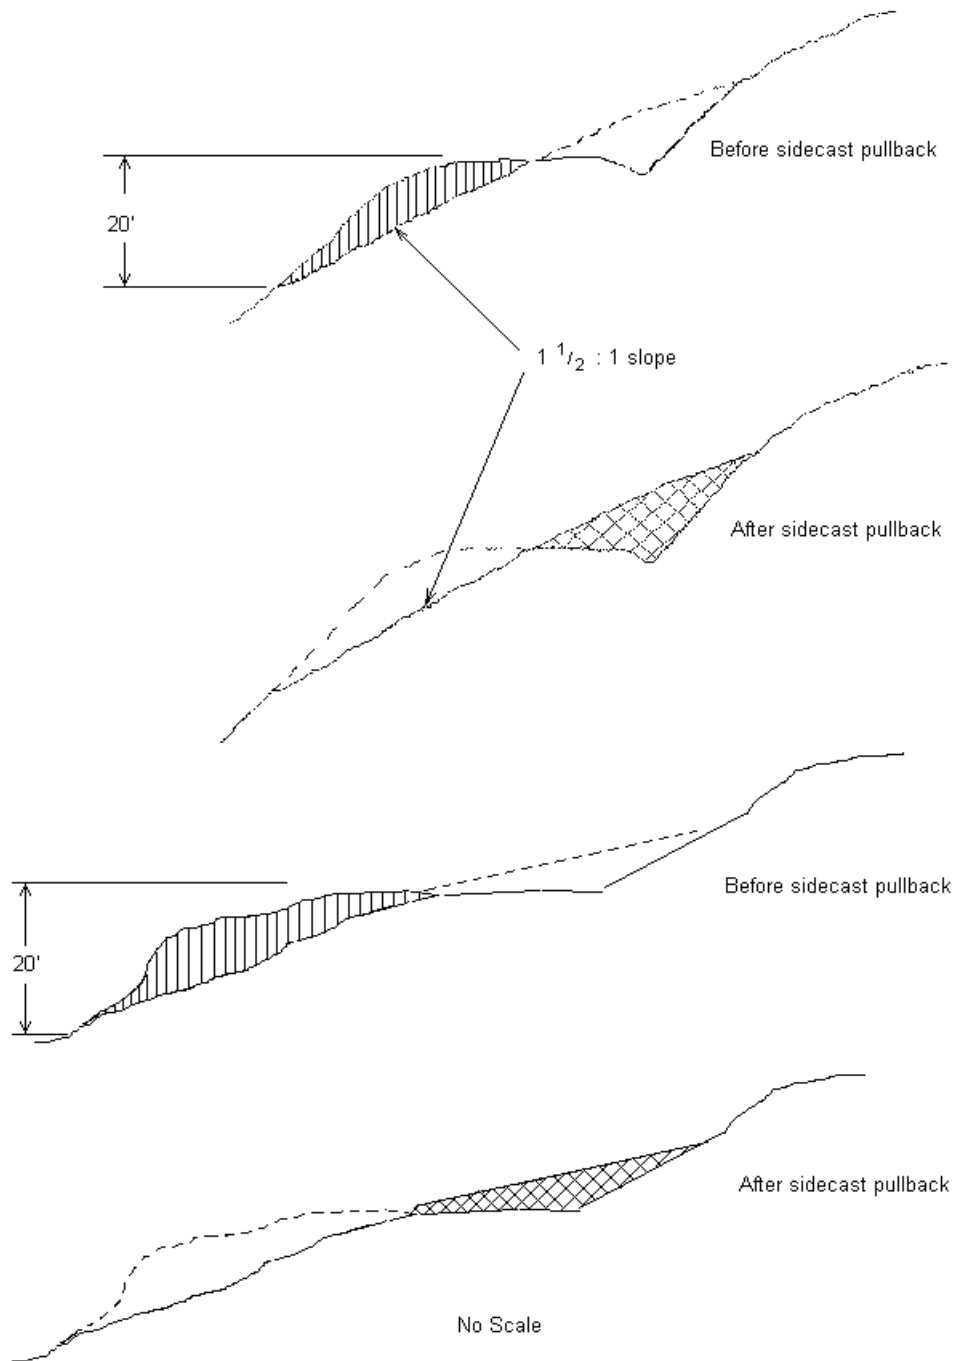 Before sidecast pullback
20'
1 1/2 : 1 slope
After sidecast pullback
Before sidecast pullback
20'
After sidecast pullback
No Scale